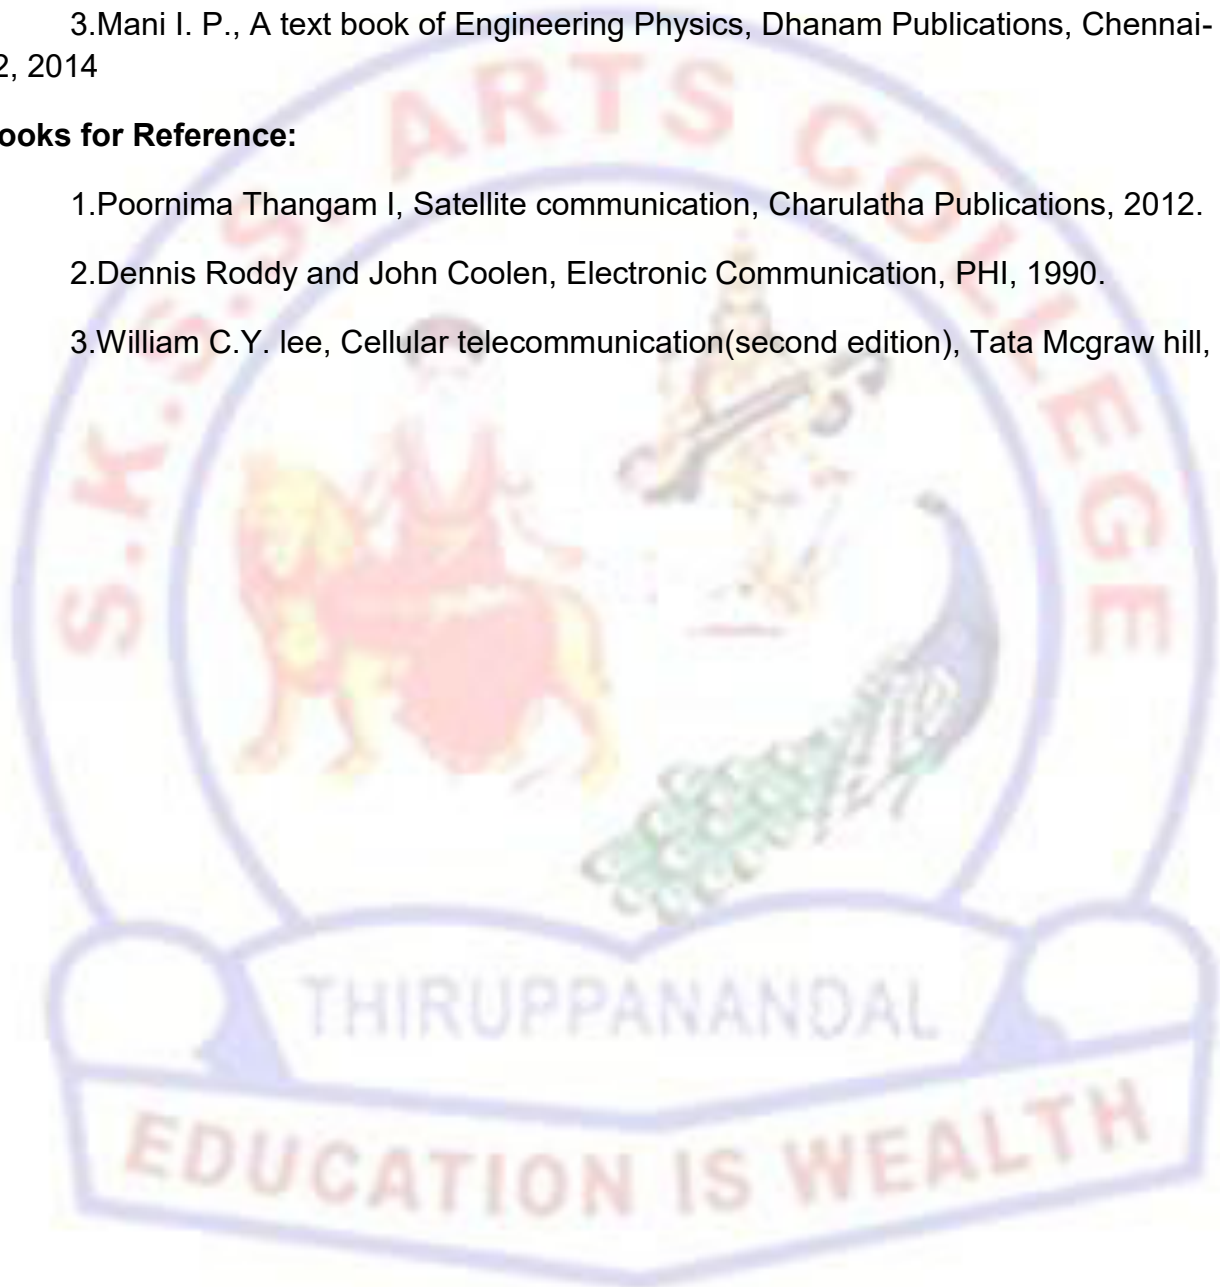 3.Mani I. P., A text book of Engineering Physics, Dhanam Publications, Chennai-
2, 2014
ooks for Reference:
1.Poornima Thangam I, Satellite communication, Charulatha Publications, 2012.
2.Dennis Roddy and John Coolen, Electronic Communication, PHI, 1990.
3.William C.Y. lee, Cellular telecommunication(second edition), Tata Mcgraw hill,
S.K.S.S. ARTS COLLEGE
THIRUPPANANDAL
EDUCATION IS WEALTH